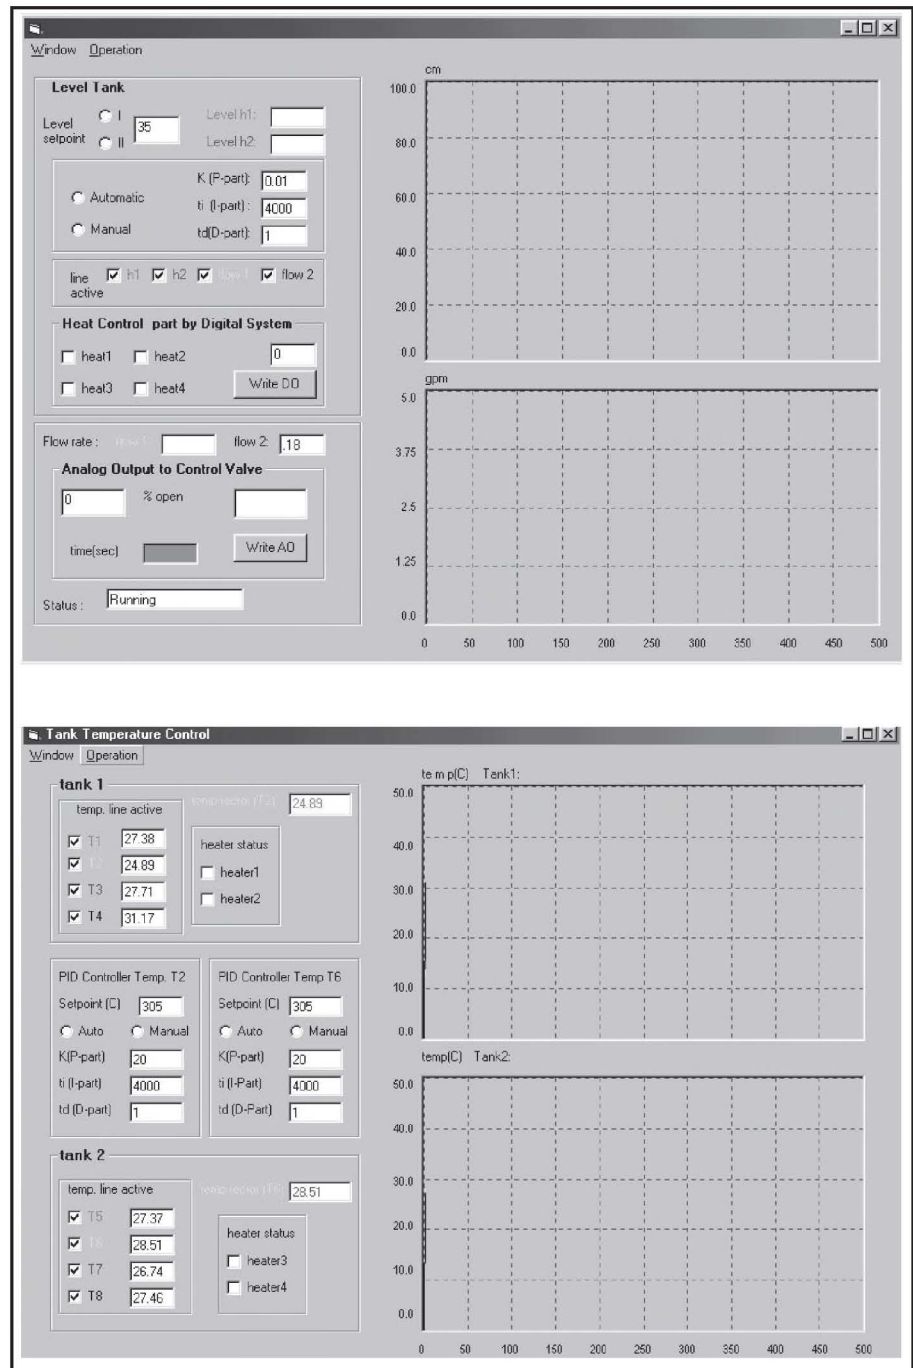 Window Operation
Level Tank
Level setpoint
I
II
35
Level h1:
Level h2:
Automatic
Manual
K (P-part): 0.01
ti (I-part) : 4000
td(D-part): 1
line active
h1 h2 flow 1 flow 2
Heat Control part by Digital System
heat1 heat2 0
heat3 heat4 Write DO
Flow rate : flow 2: .18
Analog Output to Control Valve
0 % open
time(sec) Write AO
Status : Running
cm
100.0
80.0
60.0
40.0
20.0
0.0
gpm
5.0
3.75
2.5
1.25
0.0
0 50 100 150 200 250 300 350 400 450 500
Tank Temperature Control
Window Operation
tank 1
temp. line active
T1 27.38
T2 24.89
T3 27.71
T4 31.17
24.89
heater status
heater1
heater2
PID Controller Temp. T2
Setpoint (C) 305
Auto Manual
K(P-part) 20
ti (I-part) 4000
td (D-part) 1
PID Controller Temp T6
Setpoint (C) 305
Auto Manual
K(P-part) 20
ti (I-Part) 4000
td (D-Part) 1
tank 2
temp. line active
T5 27.37
T6 28.51
T7 26.74
T8 27.46
28.51
heater status
heater3
heater4
te m p(C) Tank1:
50.0
40.0
30.0
20.0
10.0
0.0
temp(C) Tank2:
50.0
40.0
30.0
20.0
10.0
0.0
0 50 100 150 200 250 300 350 400 450 500